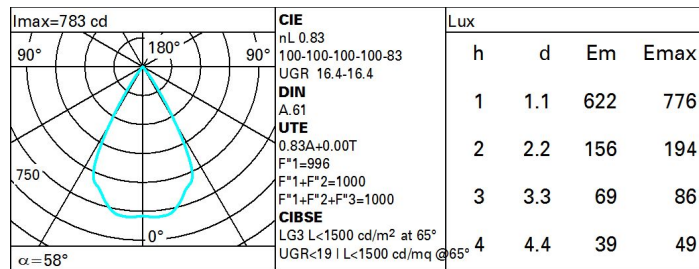 Imax=783 cd
90° 180° 90°
750
0°
α=58°
CIE
nL 0.83
100-100-100-100-83
UGR 16.4-16.4
DIN
A.61
UTE
0.83A+0.00T
F"1=996
F"1+F"2=1000
F"1+F"2+F"3=1000
CIBSE
LG3 L<1500 cd/m² at 65°
UGR<19 | L<1500 cd/mq @65°
Lux
h d Em Emax
1 1.1 622 776
2 2.2 156 194
3 3.3 69 86
4 4.4 39 49